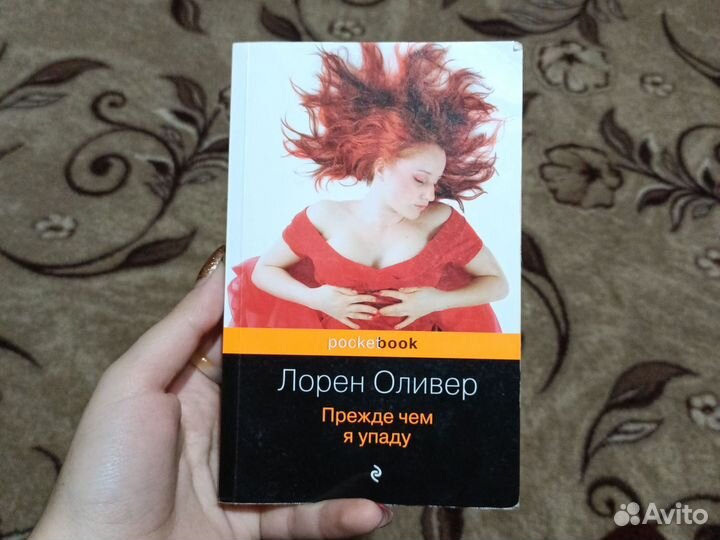 pocketbook
Лорен Оливер
Прежде чем
я упаду
Avito